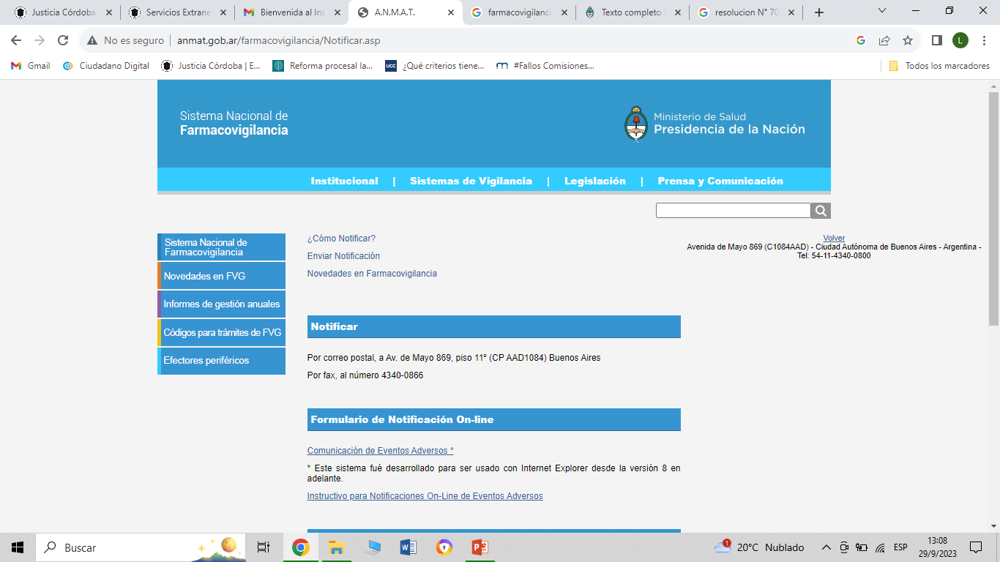 Justicia Córdoba
Servicios Extrane
Bienvenida al Ins
A.N.M.A.T.
farmacovigilanci
Texto completo |
resolucion N° 70
No es seguro
anmat.gob.ar/farmacovigilancia/Notificar.asp
L
Gmail
Ciudadano Digital
Justicia Córdoba | E...
Reforma procesal la...
UCC
¿Qué criterios tiene...
#Fallos Comisiones...
Todos los marcadores
Sistema Nacional de
Farmacovigilancia
Ministerio de Salud
Presidencia de la Nación
Institucional | Sistemas de Vigilancia | Legislación | Prensa y Comunicación
Sistema Nacional de
Farmacovigilancia
Novedades en FVG
Informes de gestión anuales
Códigos para trámites de FVG
Efectores periféricos
¿Cómo Notificar?
Enviar Notificación
Novedades en Farmacovigilancia
Volver
Avenida de Mayo 869 (C1084AAD) - Ciudad Autónoma de Buenos Aires - Argentina -
Tel: 54-11-4340-0800
Notificar
Por correo postal, a Av. de Mayo 869, piso 11º (CP AAD1084) Buenos Aires
Por fax, al número 4340-0866
Formulario de Notificación On-line
Comunicación de Eventos Adversos *
* Este sistema fué desarrollado para ser usado con Internet Explorer desde la versión 8 en
adelante.
Instructivo para Notificaciones On-Line de Eventos Adversos
Buscar
1
20°C Nublado
ESP
13:08
29/9/2023